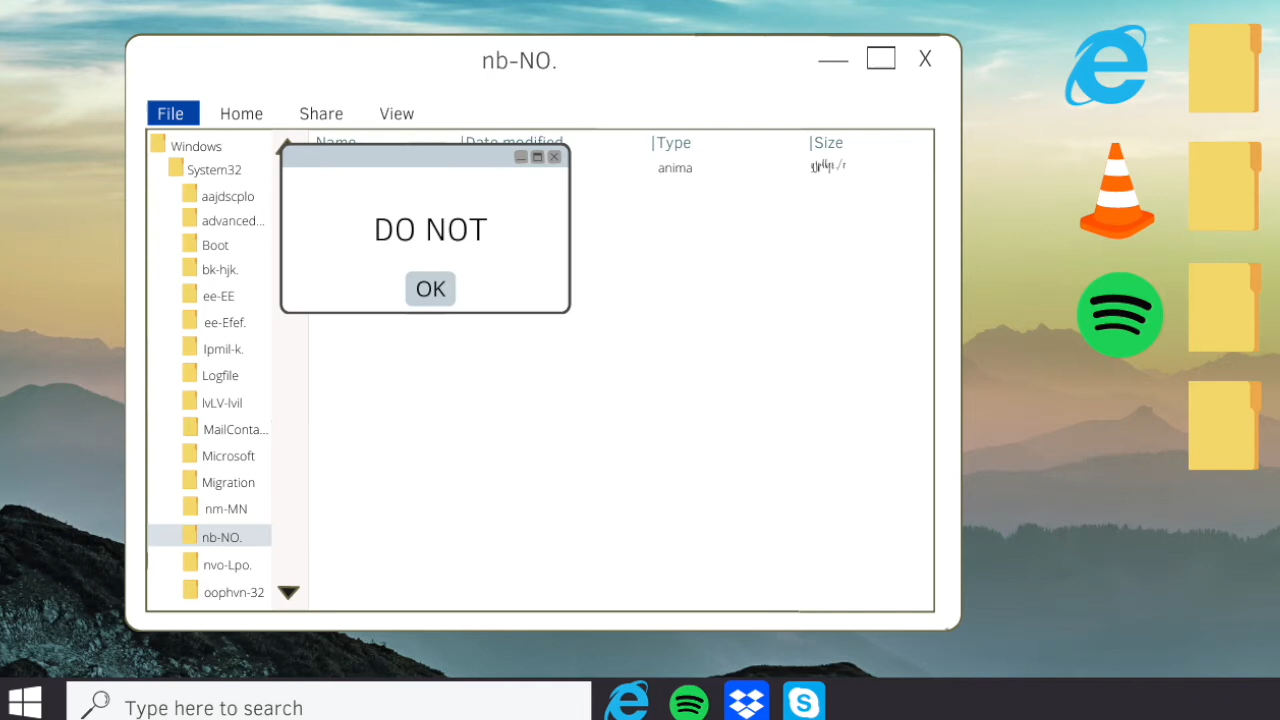 nb-NO.
X
File Home Share View
Name |Date modified |Type |Size
Windows
anima
System32
aajdscplo
advanced...
DO NOT
Boot
bk-hjk.
OK
ee-EE
ee-Efef.
Ipmil-k.
Logfile
lvLV-lvil
MailConta...
Microsoft
Migration
nm-MN
nb-NO.
nvo-Lpo.
oophvn-32
Type here to search